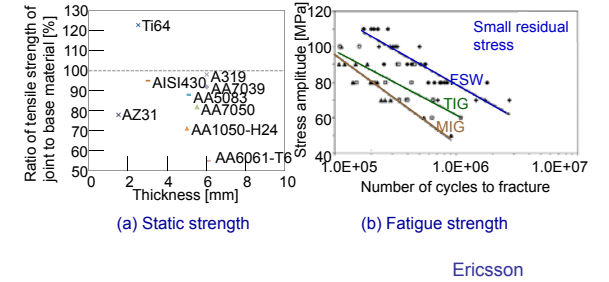 Ratio of tensile strength of
joint to base material [%]
130
120
110
100
90
80
70
60
50
Ti64
A319
AISI430
AA7039
AA5083
AA7050
AZ31
AA1050-H24
AA6061-T6
0 2 4 6 8 10
Thickness [mm]
(a) Static strength
Stress amplitude [MPa]
120
100
80
60
40
Small residual
stress
FSW
TIG
MIG
1.0E+05 1.0E+06 1.0E+07
Number of cycles to fracture
(b) Fatigue strength
Ericsson